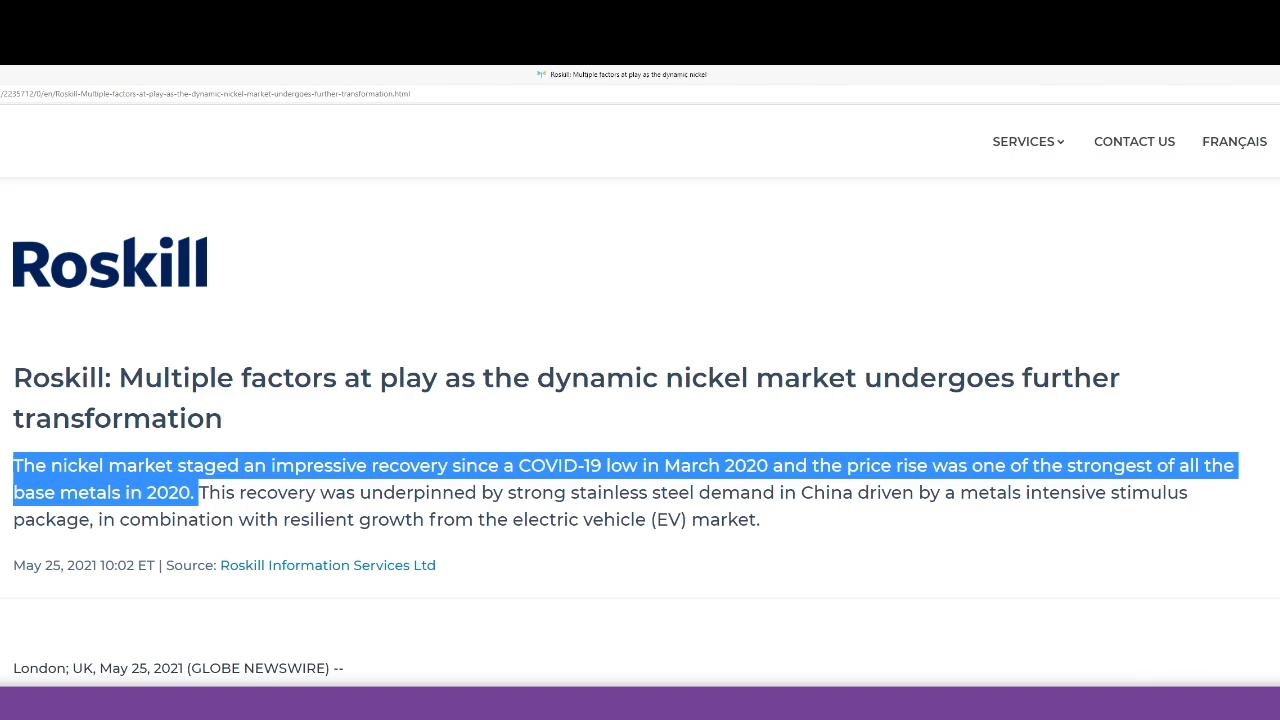 Roskill: Multiple factors at play as the dynamic nickel
/2235712/0/en/Roskill-Multiple-factors-at-play-as-the-dynamic-nickel-market-undergoes-further-transformation.html
SERVICES CONTACT US FRANÇAIS
Roskill
Roskill: Multiple factors at play as the dynamic nickel market undergoes further
transformation
The nickel market staged an impressive recovery since a COVID-19 low in March 2020 and the price rise was one of the strongest of all the
base metals in 2020. This recovery was underpinned by strong stainless steel demand in China driven by a metals intensive stimulus
package, in combination with resilient growth from the electric vehicle (EV) market.
May 25, 2021 10:02 ET | Source: Roskill Information Services Ltd
London; UK, May 25, 2021 (GLOBE NEWSWIRE) --